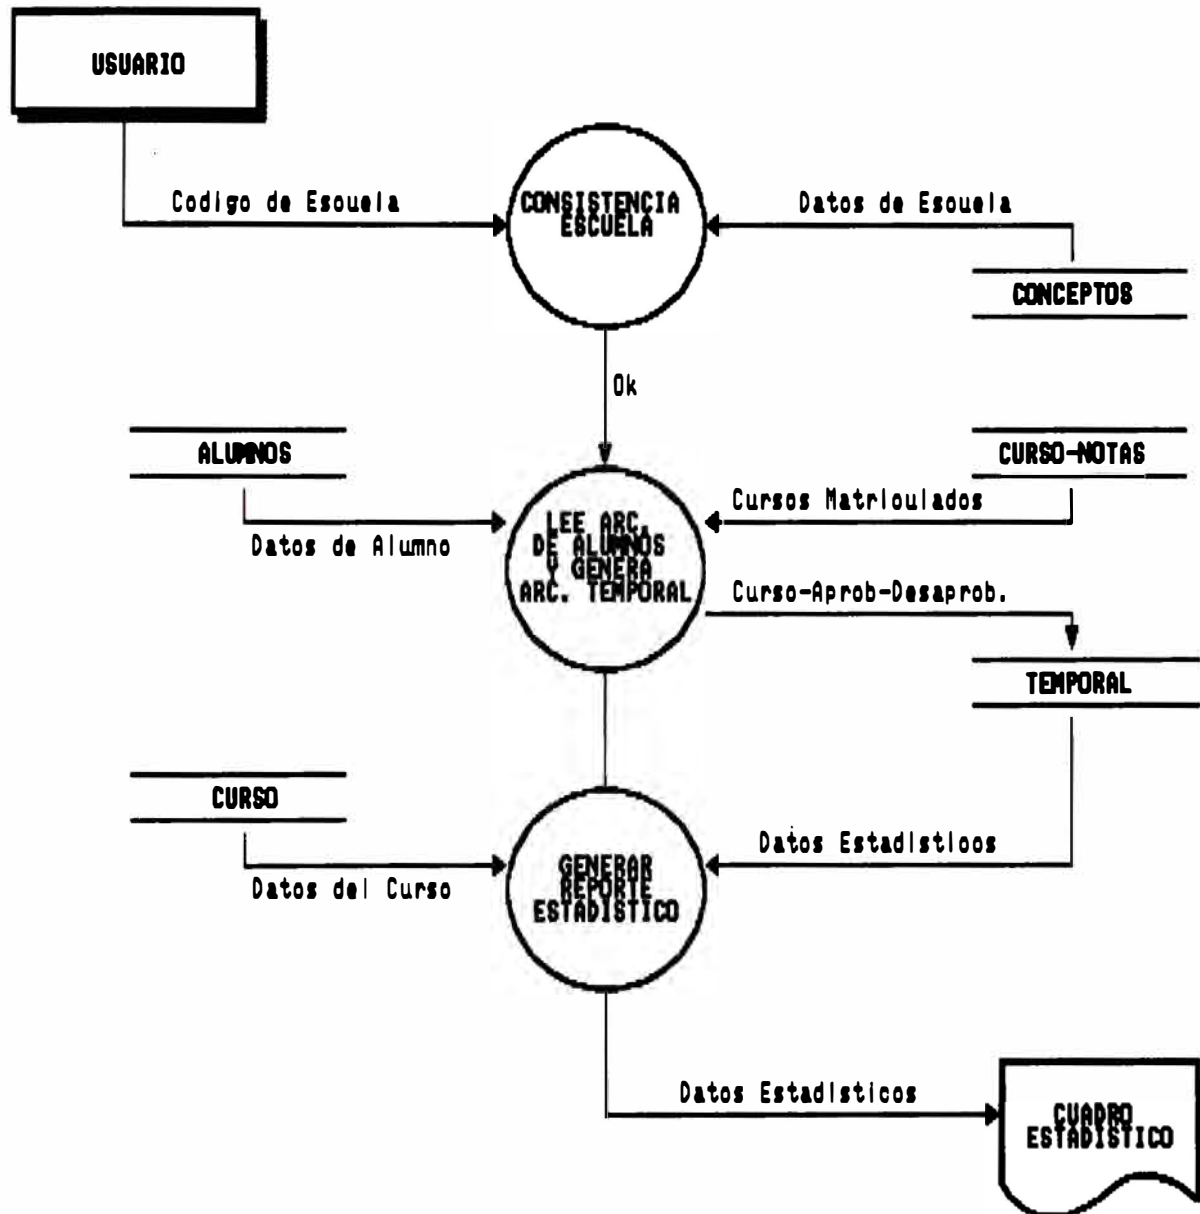 USUARIO
Codigo de Escuela
CONSISTENCIA
ESCUELA
Datos de Escuela
CONCEPTOS
Ok
ALUMNOS
CURSO-NOTAS
Datos de Alumno
LEE ARC.
DE ALUMNOS
Y GENERA
ARC. TEMPORAL
Cursos Matriculados
Curso-Aprob-Desaprob.
TEMPORAL
CURSO
Datos del Curso
GENERAR
REPORTE
ESTADISTICO
Datos Estadisticos
Datos Estadisticos
CUADRO
ESTADISTICO